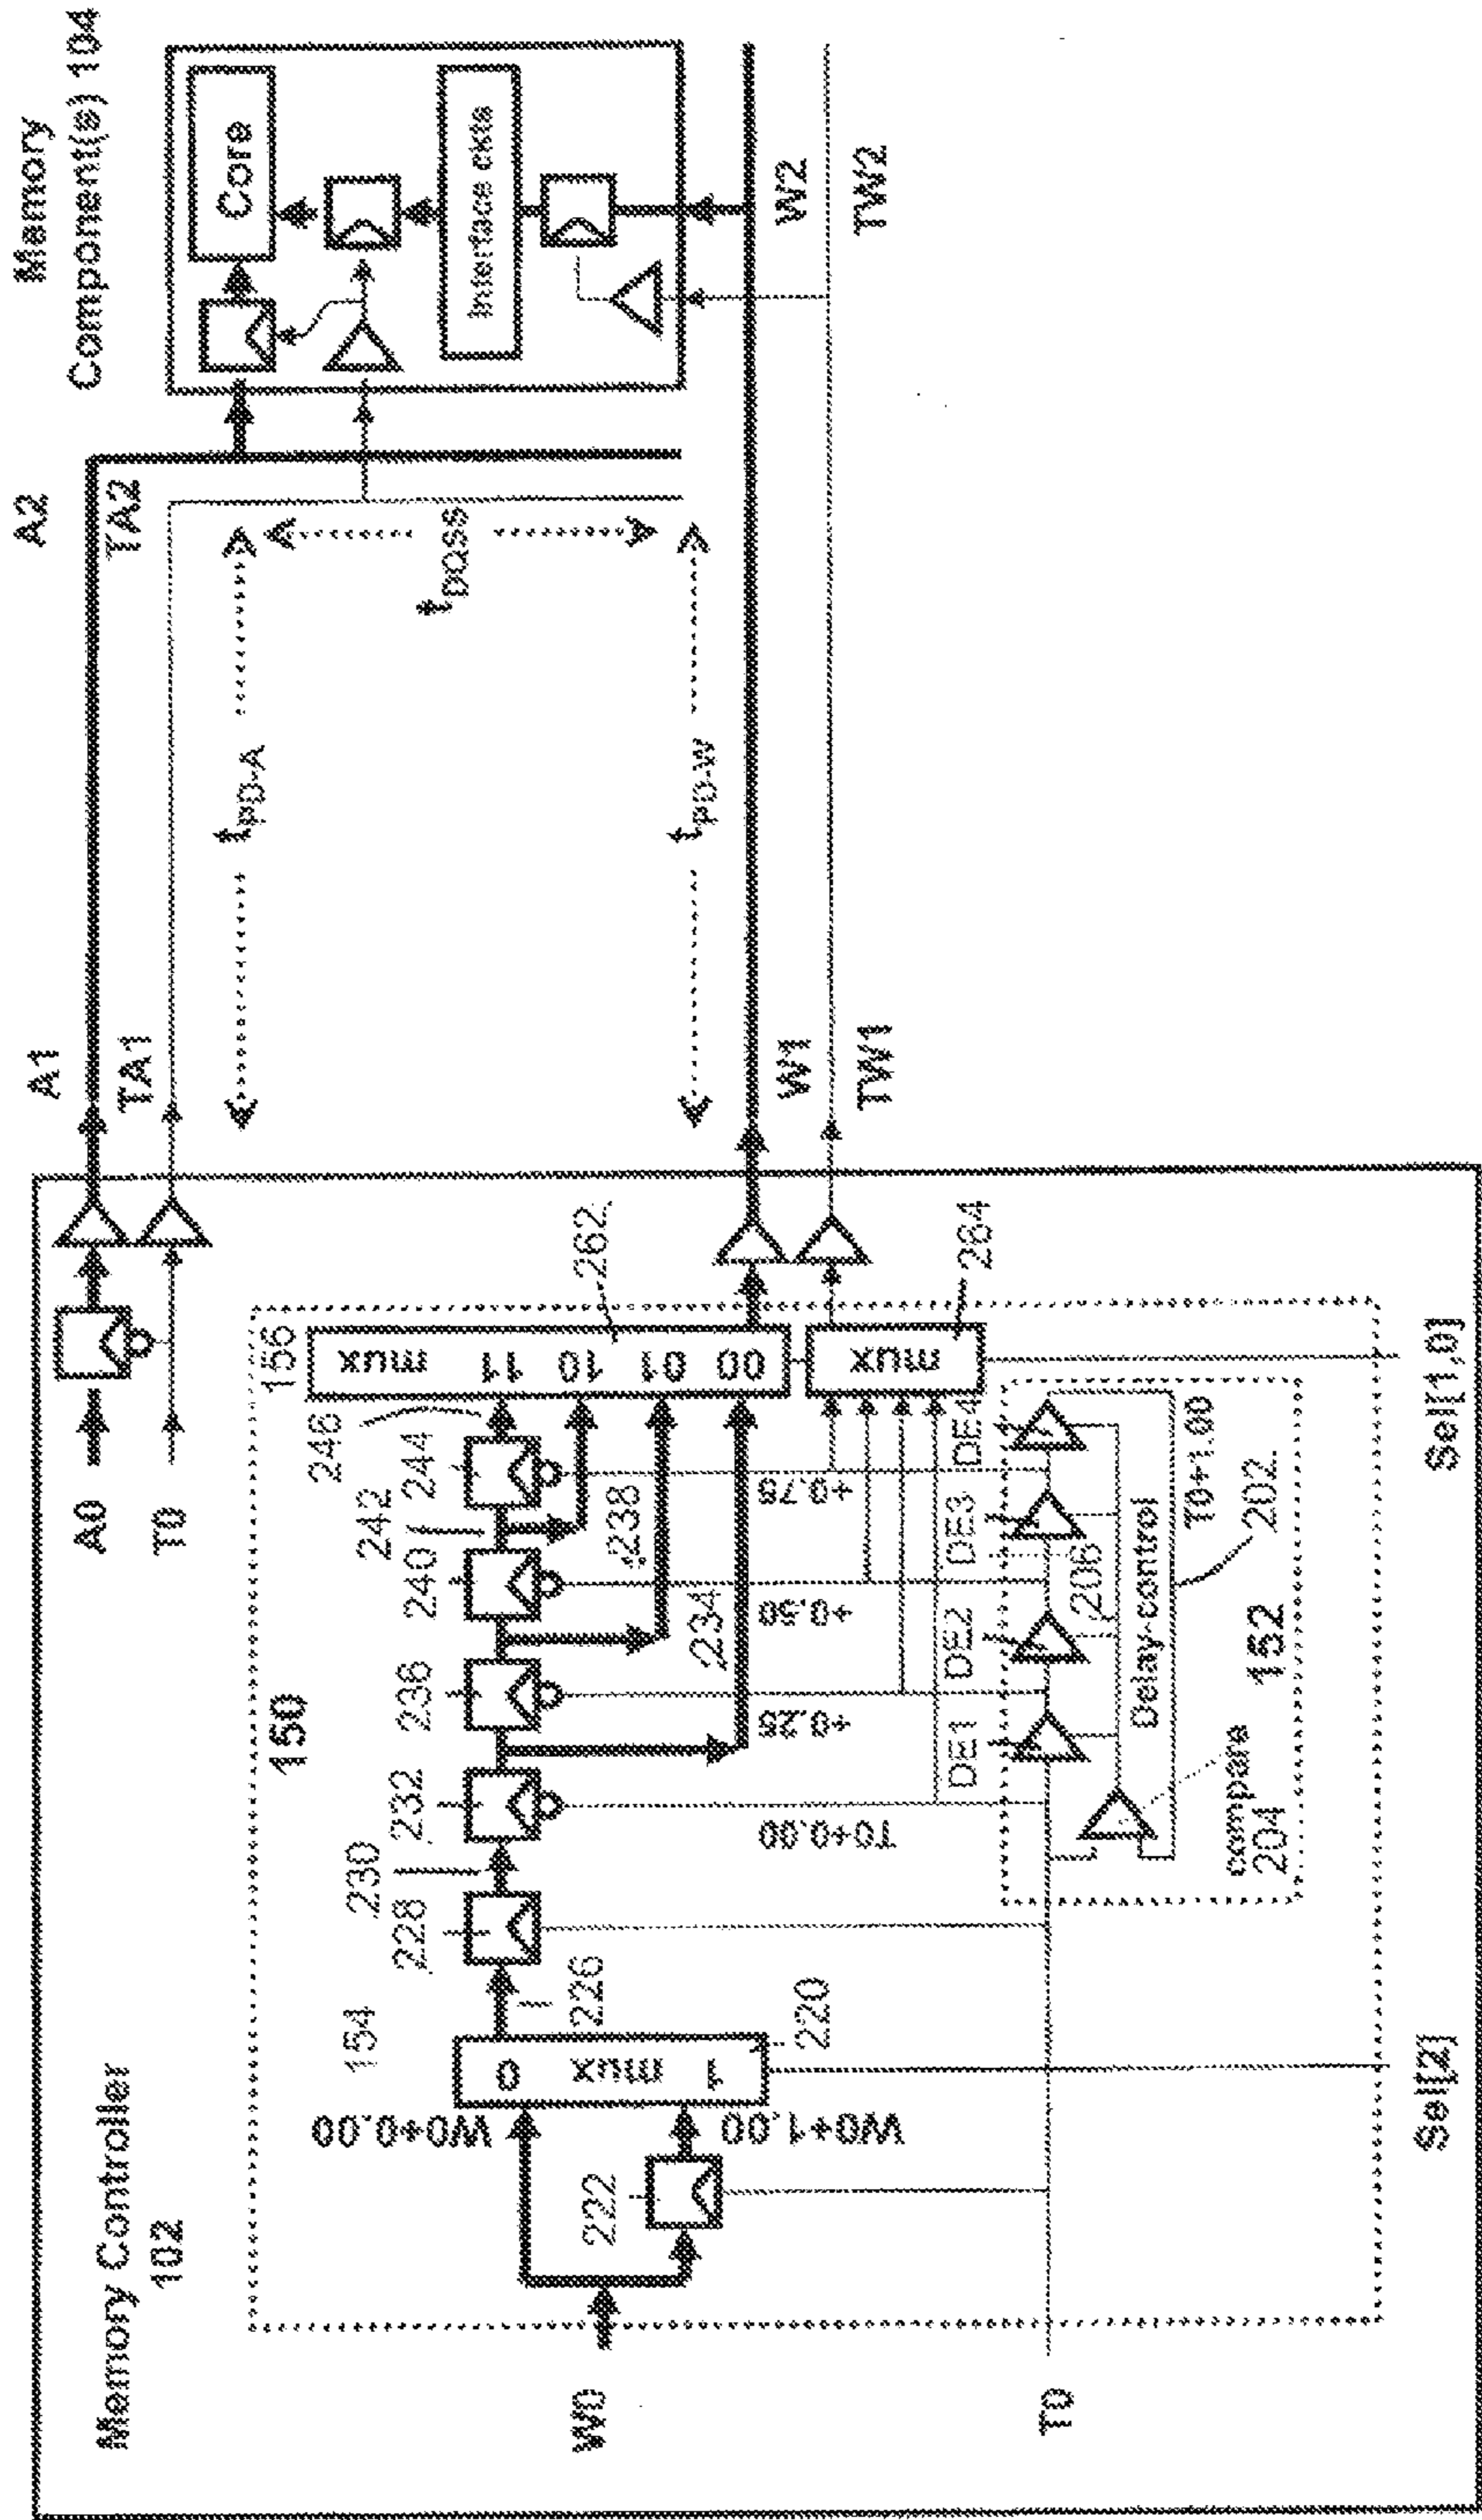 Memory Controller
102
A0
T0
A1
TA1
A2
TA2
Memory
Component(s) 104
Core
Interface ckts
tPD-A
tDQSS
tPD-W
W1
TW1
W2
TW2
150
W0
T0
154
W0+0.00
W0+1.00
222
0
mux
1
220
226
228
230
232
236
240
242
244
246
234
238
156
mux
11
10
01
00
262
mux
264
T0+0.00
+0.25
+0.50
+0.75
DE1
DE2
DE3
DE4
206
Delay-control
T0+1.00
202
152
compare
204
Sel[2]
Sel[1,0]